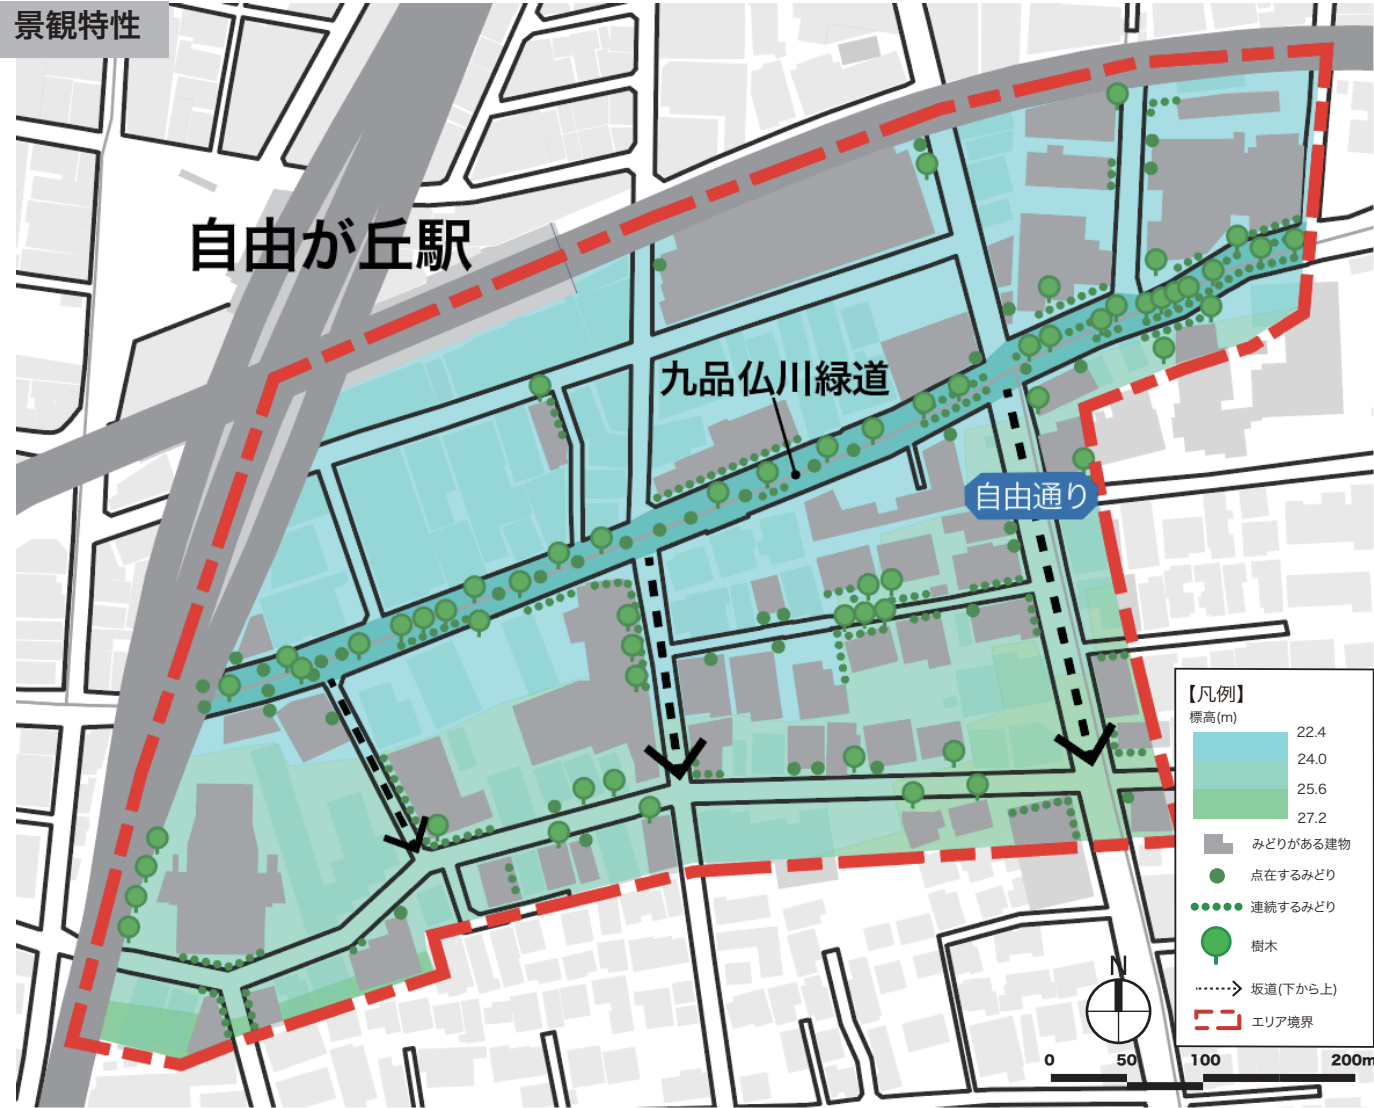 景観特性
自由が丘駅
九品仏川緑道
自由通り
【凡例】
標高(m)
22.4
24.0
25.6
27.2
みどりがある建物
点在するみどり
連続するみどり
樹木
坂道(下から上)
エリア境界
N
0 50 100 200m